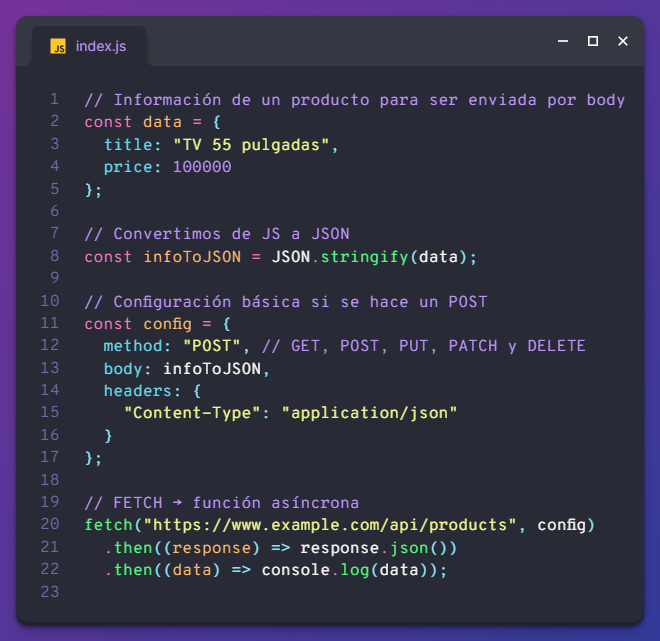 JS index.js
1 // Información de un producto para ser enviada por body
2 const data = {
3   title: "TV 55 pulgadas",
4   price: 100000
5 };
6
7 // Convertimos de JS a JSON
8 const infoToJSON = JSON.stringify(data);
9
10 // Configuración básica si se hace un POST
11 const config = {
12   method: "POST", // GET, POST, PUT, PATCH y DELETE
13   body: infoToJSON,
14   headers: {
15     "Content-Type": "application/json"
16   }
17 };
18
19 // FETCH → función asíncrona
20 fetch("https://www.example.com/api/products", config)
21   .then((response) => response.json())
22   .then((data) => console.log(data));
23